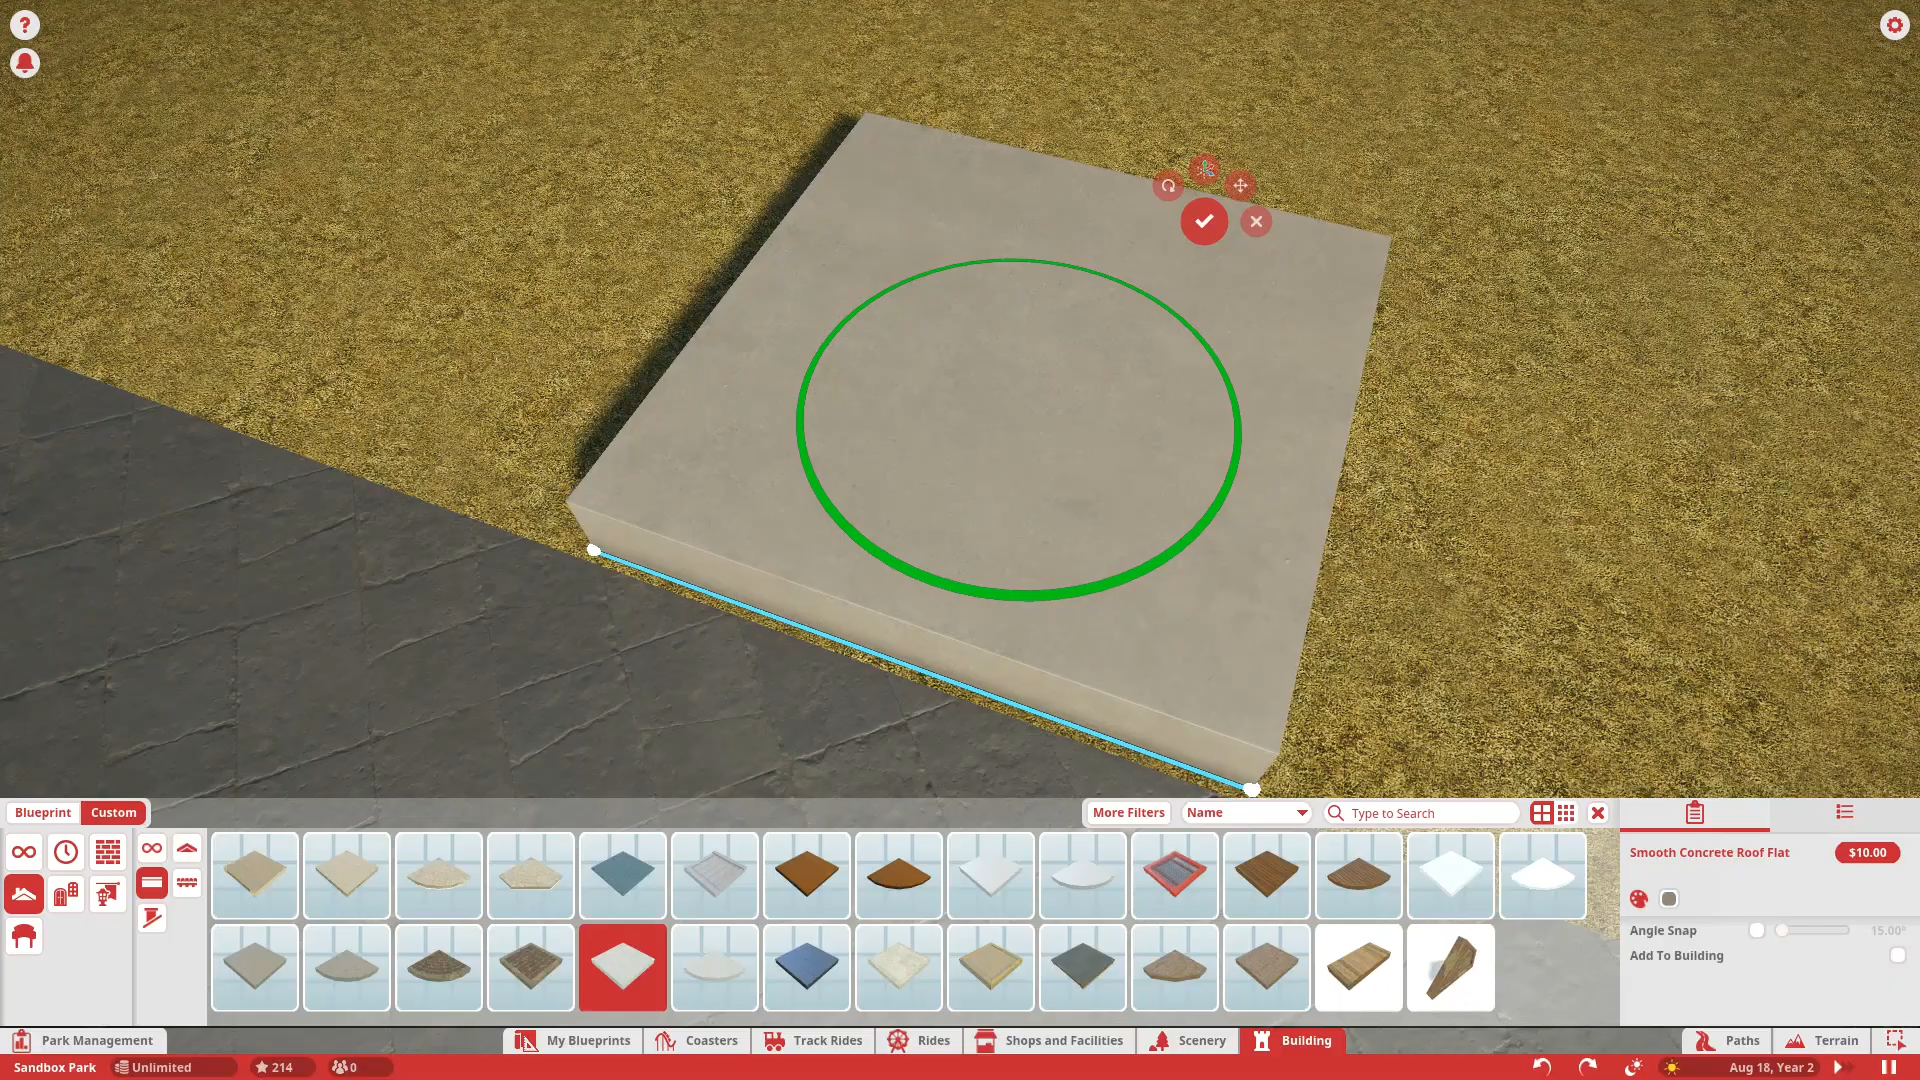 Blueprint
Custom
More Filters
Name
Type to Search
Smooth Concrete Roof Flat
$10.00
Angle Snap
15.00°
Add To Building
Park Management
My Blueprints
Coasters
Track Rides
Rides
Shops and Facilities
Scenery
Building
Paths
Terrain
Sandbox Park
Unlimited
214
0
Aug 18, Year 2